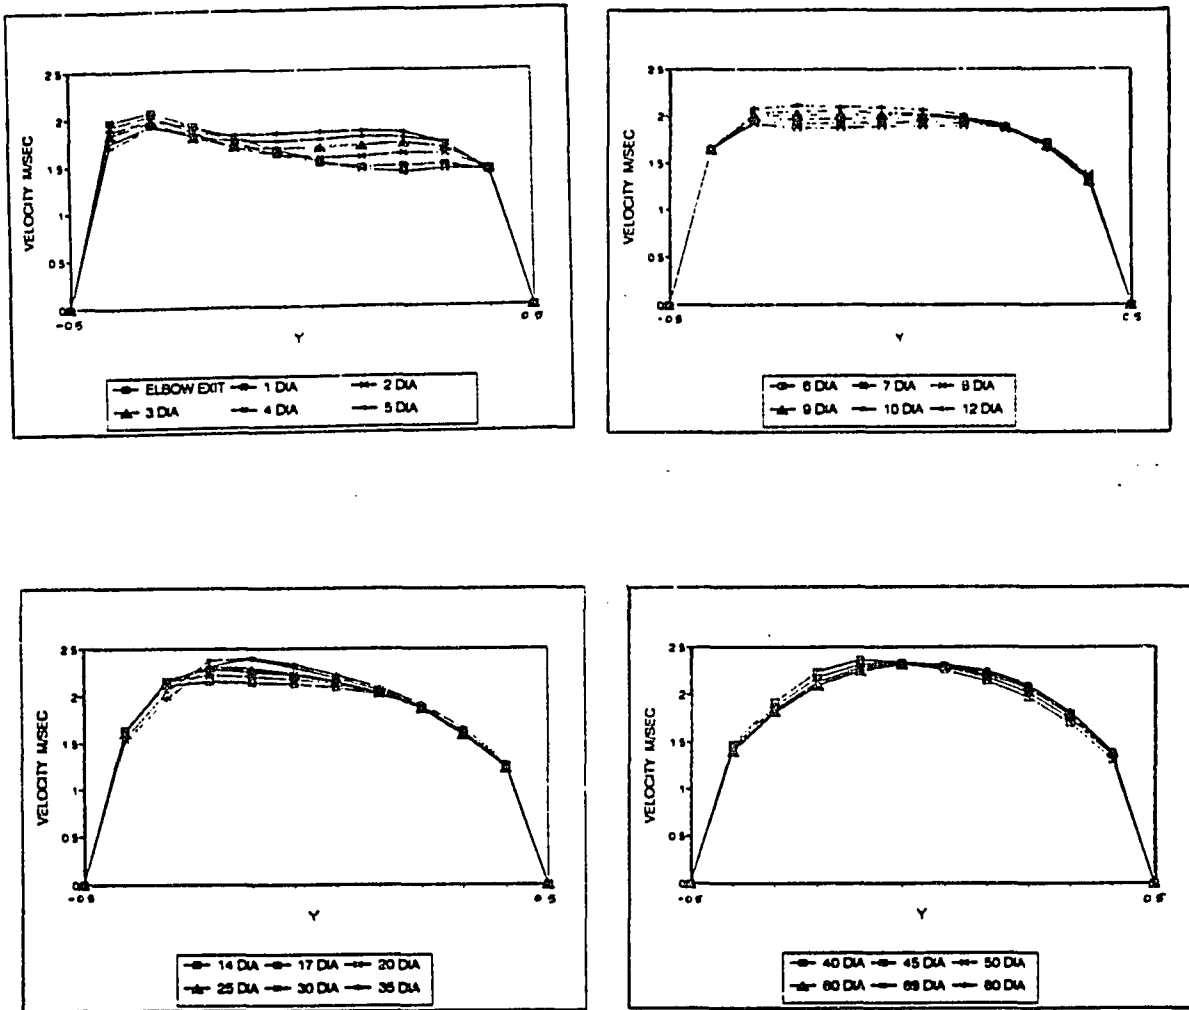 2 5
2
1 5
1
0 5
0
-0 5
0 5
VELOCITY M/SEC
Y
ELBOW EXIT 1 DIA 2 DIA
3 DIA 4 DIA 5 DIA
2 5
2
1 5
1
0 5
0
-0 5
0 5
VELOCITY M/SEC
Y
6 DIA 7 DIA 8 DIA
9 DIA 10 DIA 12 DIA
2 5
2
1 5
1
0 5
0
-0 5
0 5
VELOCITY M/SEC
Y
14 DIA 17 DIA 20 DIA
25 DIA 30 DIA 35 DIA
2 5
2
1 5
1
0 5
0
-0 5
0 5
VELOCITY M/SEC
Y
40 DIA 45 DIA 50 DIA
60 DIA 69 DIA 80 DIA